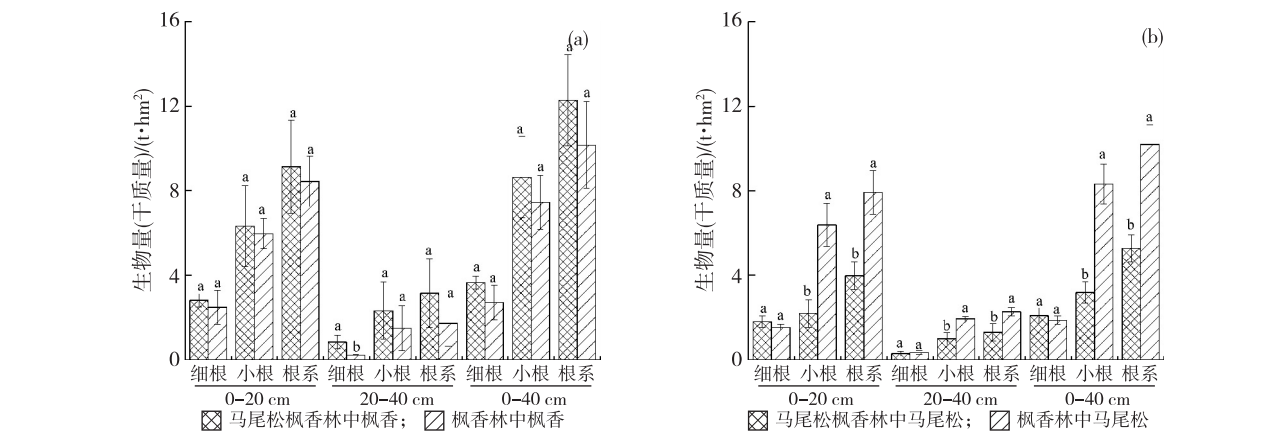 (a)
生物量(干质量)/(t·hm²)
16
12
8
4
0
a a a a a a
a b a a a a
a a a a a a
细根 小根 根系 细根 小根 根系 细根 小根 根系
0–20 cm 20–40 cm 0–40 cm
马尾松枫香林中枫香; 枫香林中枫香
(b)
生物量(干质量)/(t·hm²)
16
12
8
4
0
a a b a b a
a a b a b a
a a b a b a
细根 小根 根系 细根 小根 根系 细根 小根 根系
0–20 cm 20–40 cm 0–40 cm
马尾松枫香林中马尾松; 枫香林中马尾松